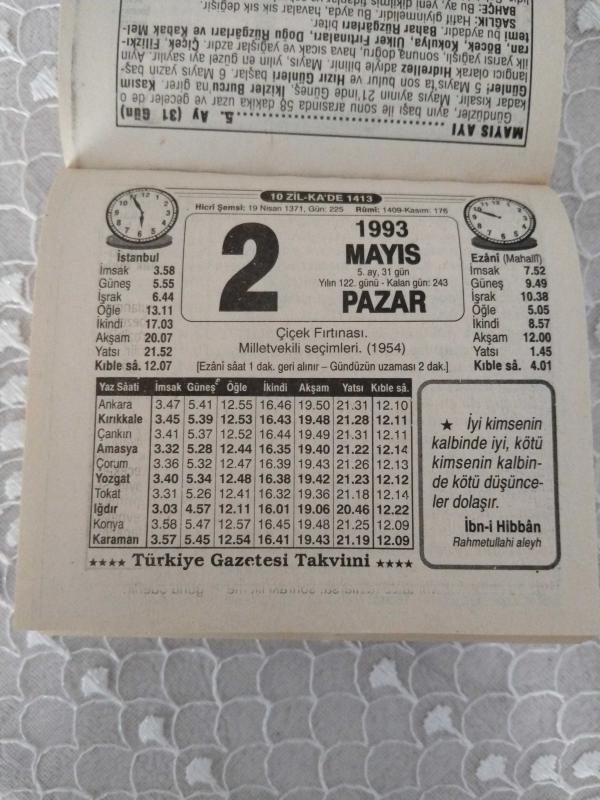 MAYIS AYI ........ 5. Ay (31 Gün)
Gündüzler, ayın başı ile sonu arasında 58 dakika uzar ve geceler de o
kadar kısalır. Mayıs ayının 21'inde Güneş, İkizler Burcu na girer. Kasım
Günleri 5 Mayıs'ta son bulur ve Hızır Günleri başlar. 6 Mayıs yazın baş-
langıcı olarak Hıdrellez adıyle bilinir. Mayıs, yılın en güzel ayı sayılır. Ayın
ilk yarısı yağışlı, sonuna doğru, hava sıcak ve yağışlar azdır. Çiçek, Filizkı-
ran, Böcek, Kokulya, Ülker Fırtınaları, Doğu Rüzgârları ve Kabak Mel-
temi bu aydadır. Bahar Rüzgârları biter.
SAĞLIK: Hafif giyinmelidir. Bu ayda, havalar sık sık değişir.
BAHÇE: Bu ay, yeni dikilmiş
10 ZİL-KA'DE 1413
Hicrî Şemsî: 19 Nisan 1371, Gün: 225 Rûmî: 1409-Kasım: 176
2
1993
MAYIS
5. ay, 31 gün
Yılın 122. günü - Kalan gün: 243
PAZAR
İstanbul
İmsak 3.58
Güneş 5.55
İşrak 6.44
Öğle 13.11
İkindi 17.03
Akşam 20.07
Yatsı 21.52
Kıble sâ. 12.07
Ezânî (Mahallî)
İmsak 7.52
Güneş 9.49
İşrak 10.38
Öğle 5.05
İkindi 8.57
Akşam 12.00
Yatsı 1.45
Kıble sâ. 4.01
Çiçek Fırtınası.
Milletvekili seçimleri. (1954)
[Ezânî sâat 1 dak. geri alınır – Gündüzün uzaması 2 dak.]
Yaz Sâati İmsak Güneş Öğle İkindi Akşam Yatsı Kıble sâ.
Ankara 3.47 5.41 12.55 16.46 19.50 21.31 12.10
Kırıkkale 3.45 5.39 12.53 16.43 19.48 21.28 12.11
Çankırı 3.41 5.37 12.52 16.44 19.49 21.31 12.11
Amasya 3.32 5.28 12.44 16.35 19.40 21.22 12.14
Çorum 3.36 5.32 12.47 16.39 19.43 21.26 12.13
Yozgat 3.40 5.34 12.48 16.38 19.42 21.23 12.12
Tokat 3.31 5.26 12.41 16.32 19.36 21.18 12.14
Iğdır 3.03 4.57 12.11 16.01 19.06 20.46 12.22
Konya 3.58 5.47 12.57 16.45 19.48 21.25 12.09
Karaman 3.57 5.45 12.54 16.41 19.43 21.19 12.09
★ İyi kimsenin
kalbinde iyi, kötü
kimsenin kalbin-
de kötü düşünce-
ler dolaşır.
İbn-i Hibbân
Rahmetullahi aleyh
★★★★ Türkiye Gazetesi Takvimi ★★★★